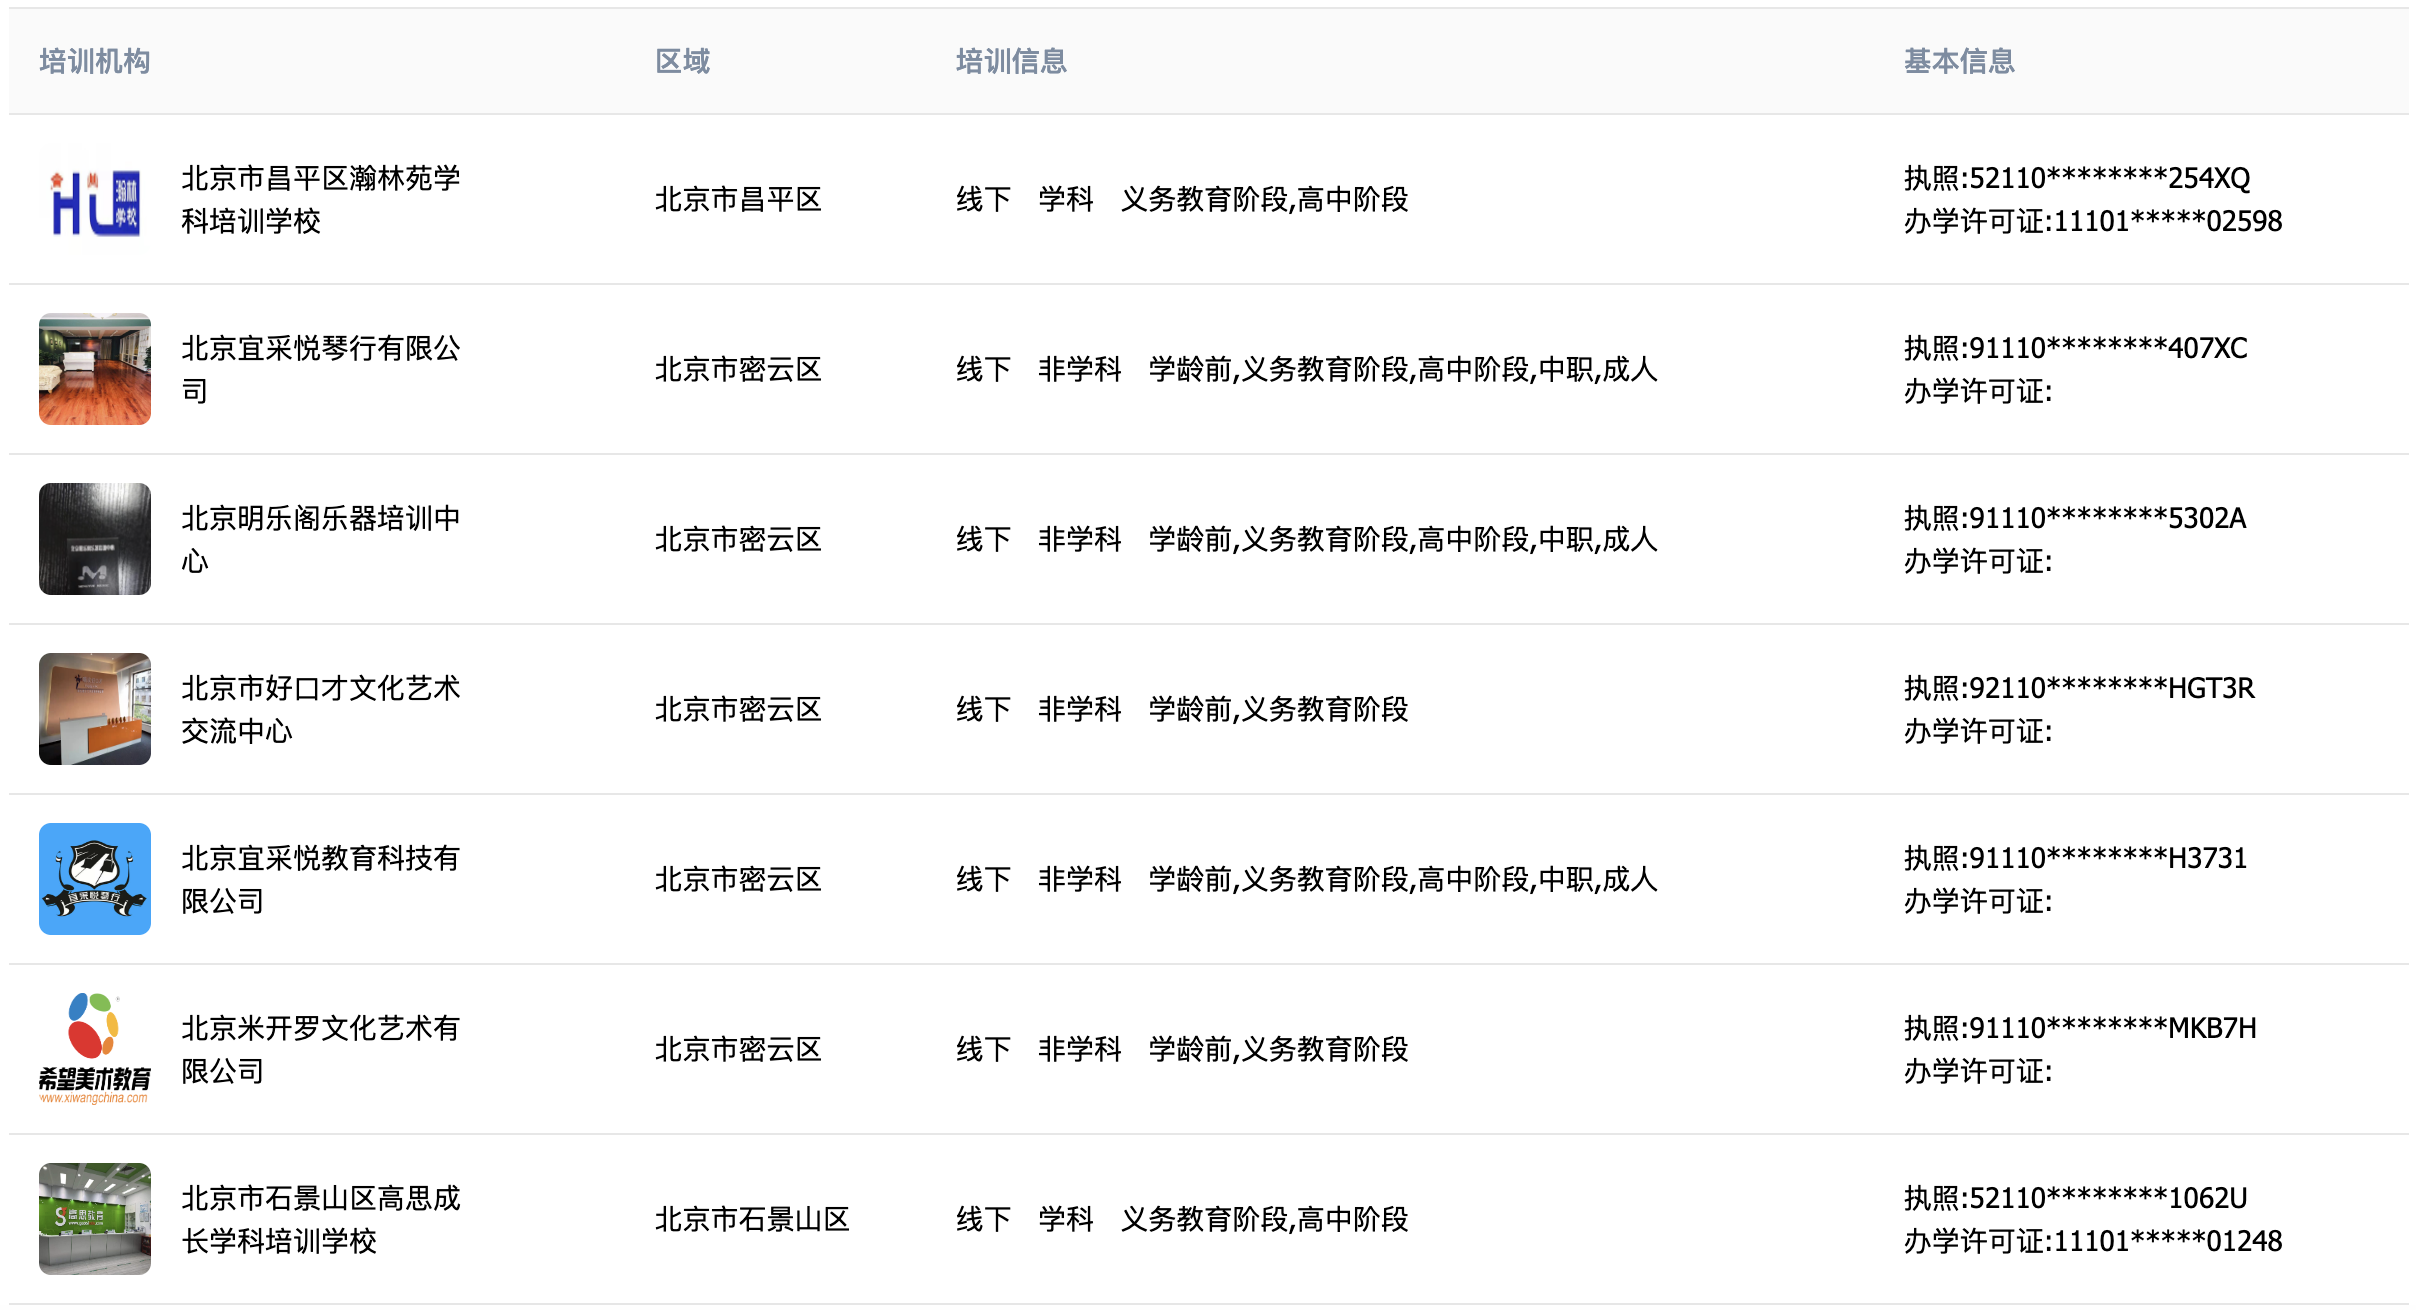 培训机构 区域 培训信息 基本信息
瀚林
学校
北京市昌平区瀚林苑学
科培训学校
北京市昌平区
线下 学科 义务教育阶段,高中阶段
执照:52110********254XQ
办学许可证:11101*****02598
北京宜采悦琴行有限公
司
北京市密云区
线下 非学科 学龄前,义务教育阶段,高中阶段,中职,成人
执照:91110********407XC
办学许可证:
北京明乐阁乐器培训中
心
北京市密云区
线下 非学科 学龄前,义务教育阶段,高中阶段,中职,成人
执照:91110********5302A
办学许可证:
北京市好口才文化艺术
交流中心
北京市密云区
线下 非学科 学龄前,义务教育阶段
执照:92110********HGT3R
办学许可证:
宜采悦琴行
北京宜采悦教育科技有
限公司
北京市密云区
线下 非学科 学龄前,义务教育阶段,高中阶段,中职,成人
执照:91110********H3731
办学许可证:
希望美术教育
www.xiwangchina.com
北京米开罗文化艺术有
限公司
北京市密云区
线下 非学科 学龄前,义务教育阶段
执照:91110********MKB7H
办学许可证:
高思教育
北京市石景山区高思成
长学科培训学校
北京市石景山区
线下 学科 义务教育阶段,高中阶段
执照:52110********1062U
办学许可证:11101*****01248